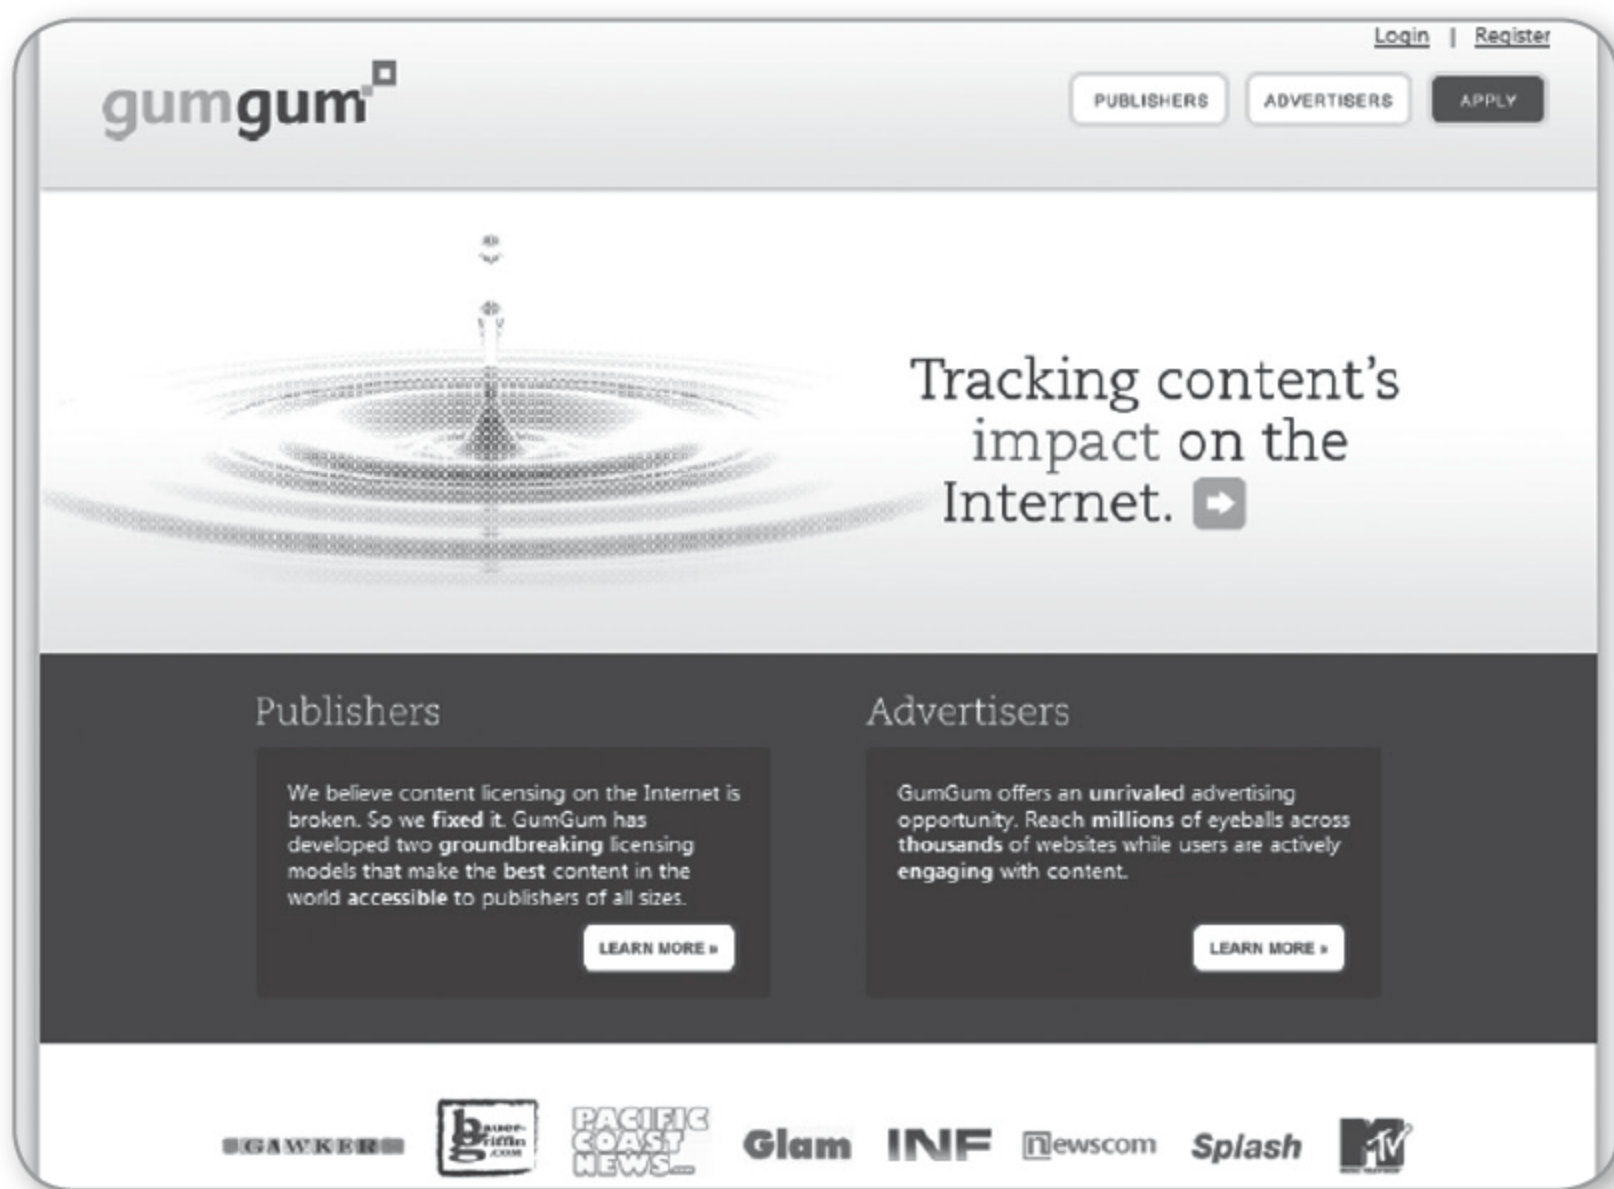 Login | Register
gumgum
PUBLISHERS ADVERTISERS APPLY
Tracking content's
impact on the
Internet.
Publishers
We believe content licensing on the Internet is
broken. So we fixed it. GumGum has
developed two groundbreaking licensing
models that make the best content in the
world accessible to publishers of all sizes.
LEARN MORE »
Advertisers
GumGum offers an unrivaled advertising
opportunity. Reach millions of eyeballs across
thousands of websites while users are actively
engaging with content.
LEARN MORE »
GAWKER
bauer-
griffin
.COM
PACIFIC
COAST
NEWS...
Glam
INF
newscom
Splash
MTV